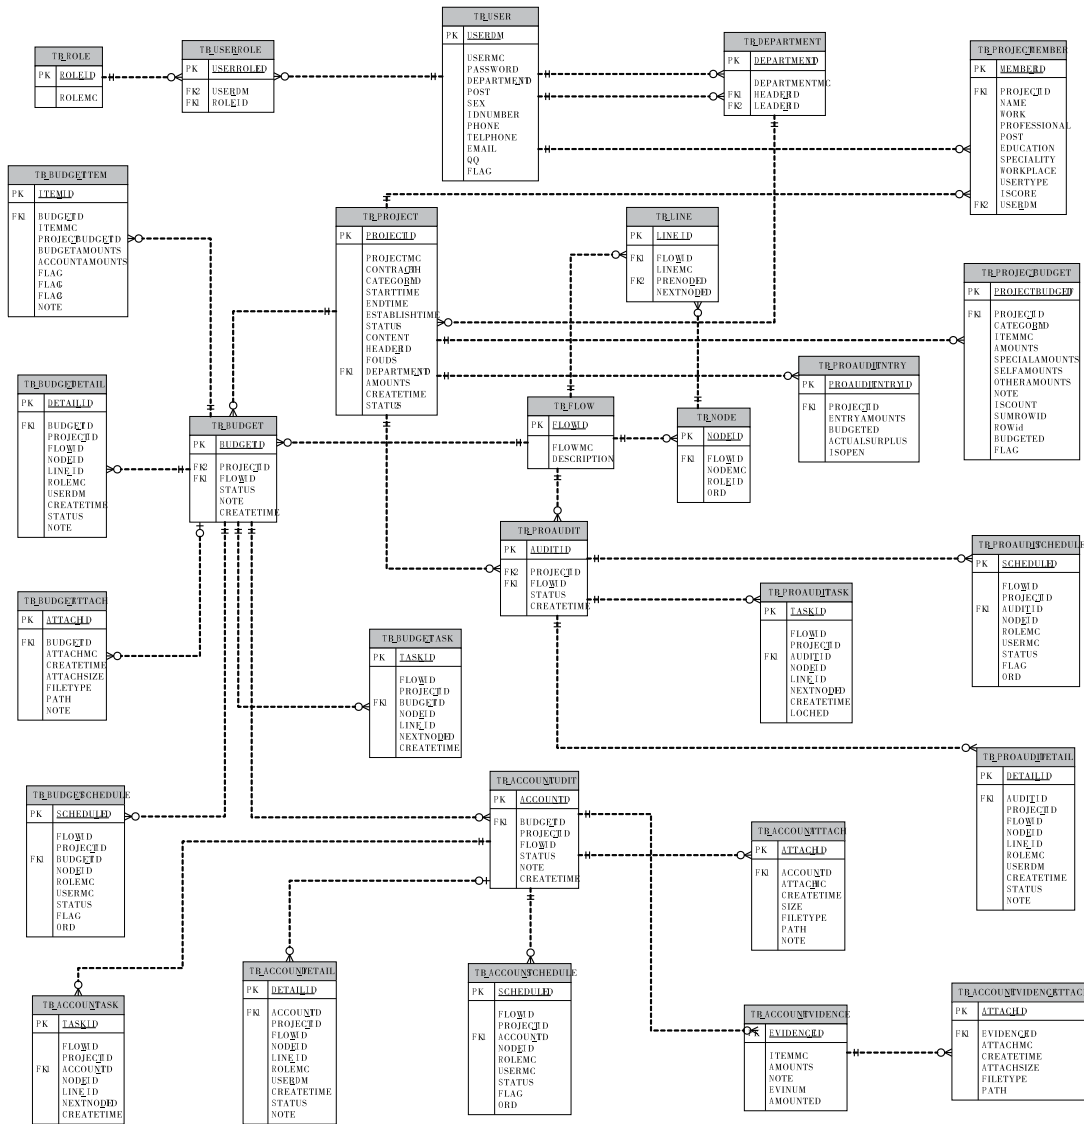 TB_USER
PK USERDM
USERMC
PASSWORD
DEPARTMENTID
POST
SEX
IDNUMBER
PHONE
TELPHONE
EMAIL
QQ
FLAG
TB_ROLE
PK ROLEID
ROLEMC
TB_USERROLE
PK USERROLEID
FK2 USERDM
FK1 ROLEID
TB_DEPARTMENT
PK DEPARTMENTID
DEPARTMENTMC
FK1 HEADERID
FK2 LEADERID
TB_PROJECTMEMBER
PK MEMBERID
FK1 PROJECTID
NAME
WORK
PROFESSIONAL
POST
EDUCATION
SPECIALITY
WORKPLACE
USERTYPE
ISCORE
FK2 USERDM
TB_BUDGETITEM
PK ITEMID
FK1 BUDGETID
ITEMMC
PROJECTBUDGETID
BUDGETAMOUNTS
ACCOUNTAMOUNTS
FLAG
FLAG
FLAG
NOTE
TB_PROJECT
PK PROJECTID
PROJECTMC
CATEGORYID
STARTTIME
ENDTIME
ESTABLISHTIME
STATUS
CONTENT
HEADERID
FOUDS
FK1 DEPARTMENTID
AMOUNTS
CREATETIME
STATUS2
TB_LINE
PK LINEID
FK1 FLOWID
LINEMC
FK2 PRENODEID
NEXTNODEID
TB_PROJECTBUDGET
PK
FK1 PROJECTID
CATEGORYID
ITEMMC
AMOUNTS
SPECIALAMOUNTS
SELFAMOUNTS
OTHERAMOUNTS
NOTE
ISCOUNT
SUMROWID
ROWid
BUDGETED
FLAG
TB_PROAUDITENTRY
PK PROAUDITENTRYID
FK1 PROJECTID
ENTRYAMOUNTS
BUDGETED
ACTUALSURPLUS
ISOPEN
TB_BUDGETDETAIL
PK DETAILID
FK1 BUDGETID
PROJECTID
FLOWID
NODEID
LINEID
ROLEMC
USERDM
CREATETIME
STATUS
NOTE
TB_BUDGET
PK BUDGETID
FK2 PROJECTID
FK1 FLOWID
STATUS
NOTE
CREATETIME
TB_FLOW
PK FLOWID
FLOWMC
DESCRIPTION
TB_NODE
PK NODEID
FK1 FLOWID
NODEMC
ROLEID
ORD
TB_PROAUDIT
PK AUDITID
FK2 PROJECTID
FK1 FLOWID
STATUS
CREATETIME
TB_PROAUDITSCHEDULE
PK SCHEDULEID
FLOWID
PROJECTID
FK1 AUDITID
NODEID
ROLEMC
USERMC
STATUS
FLAG
ORD
TB_PROAUDITTASK
PK TASKID
FLOWID
PROJECTID
FK1 AUDITID
NODEID
LINEID
NEXTNODEID
CREATETIME
LOCHED
TB_BUDGETATTACH
PK ATTACHID
FK1 BUDGETID
ATTACHMC
CREATETIME
ATTACHSIZE
FILETYPE
PATH
NOTE
TB_BUDGETTASK
PK TASKID
FLOWID
PROJECTID
FK1 BUDGETID
NODEID
LINEID
NEXTNODEID
CREATETIME
TB_PROAUDITDETAIL
PK DETAILID
FK1 AUDITID
PROJECTID
FLOWID
NODEID
LINEID
ROLEMC
USERDM
CREATETIME
STATUS
NOTE
TB_BUDGETSCHEDULE
PK SCHEDULEID
FLOWID
PROJECTID
FK1 BUDGETID
NODEID
ROLEMC
USERMC
STATUS
FLAG
ORD
TB_ACCOUNTAUDIT
PK ACCOUNTID
FK1 BUDGETID
PROJECTID
FLOWID
STATUS
NOTE
CREATETIME
TB_ACCOUNTATTACH
PK ATTACHID
FK1 ACCOUNTID
ATTACHMC
CREATETIME
SIZE
FILETYPE
PATH
NOTE
TB_ACCOUNTTASK
PK TASKID
FLOWID
PROJECTID
FK1 ACCOUNTID
NODEID
LINEID
NEXTNODEID
CREATETIME
TB_ACCOUNTDETAIL
PK DETAILID
FK1 ACCOUNTID
PROJECTID
FLOWID
NODEID
LINEID
ROLEMC
USERDM
CREATETIME
STATUS
NOTE
TB_ACCOUNTSCHEDULE
PK SCHEDULEID
FLOWID
PROJECTID
FK1 ACCOUNTID
NODEID
ROLEMC
USERMC
STATUS
FLAG
ORD
TB_ACCOUNTEVIDENCE
PK EVIDENCEID
ITEMMC
AMOUNTS
NOTE
EVINUM
AMOUNTED
TB_ACCOUNTEVIDENCEATTACH
PK ATTACHID
FK1 EVIDENCEID
ATTACHMC
CREATETIME
ATTACHSIZE
FILETYPE
PATH